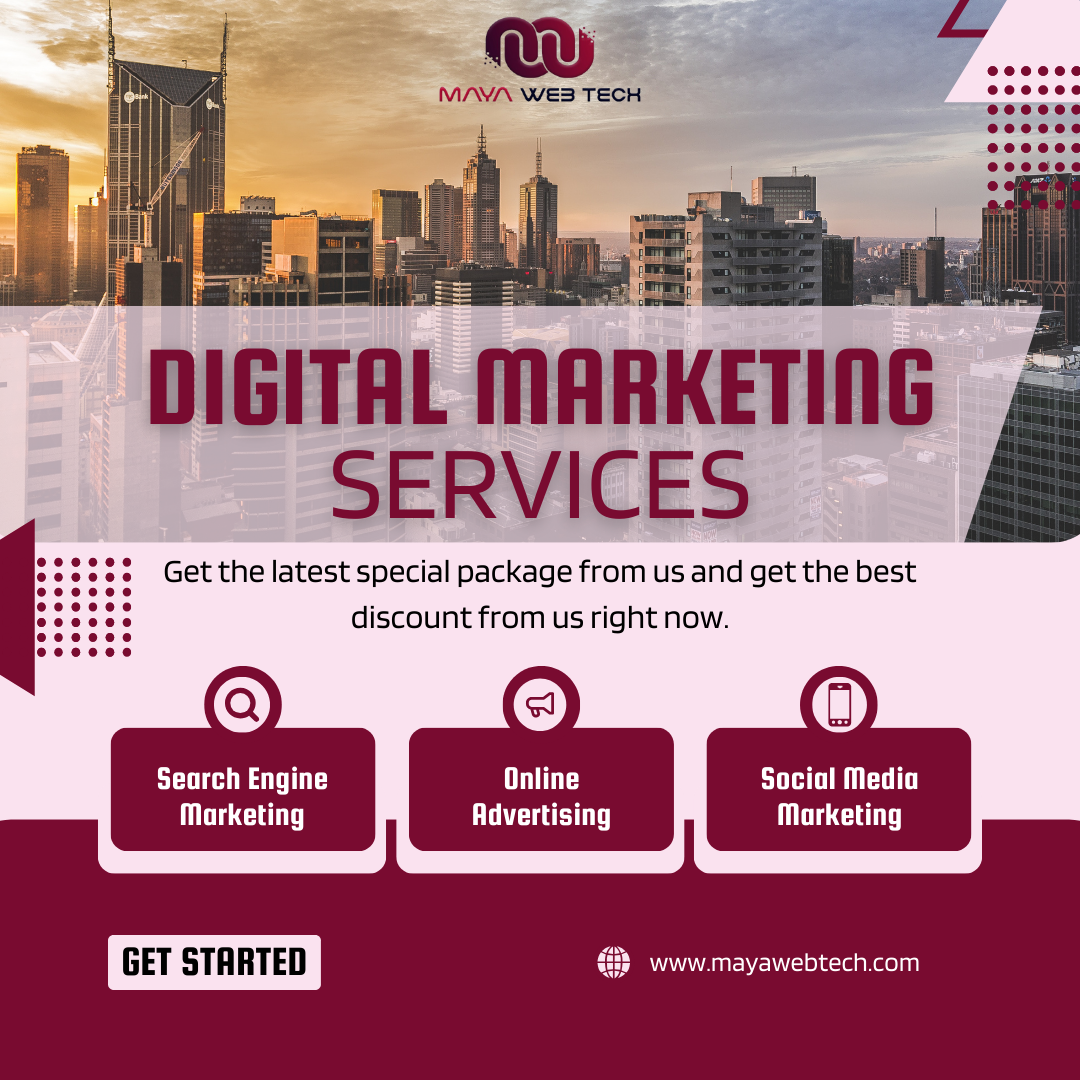 MAYA WEB TECH
DIGITAL MARKETING
SERVICES
Get the latest special package from us and get the best
discount from us right now.
Search Engine
Marketing
Online
Advertising
Social Media
Marketing
GET STARTED
www.mayawebtech.com